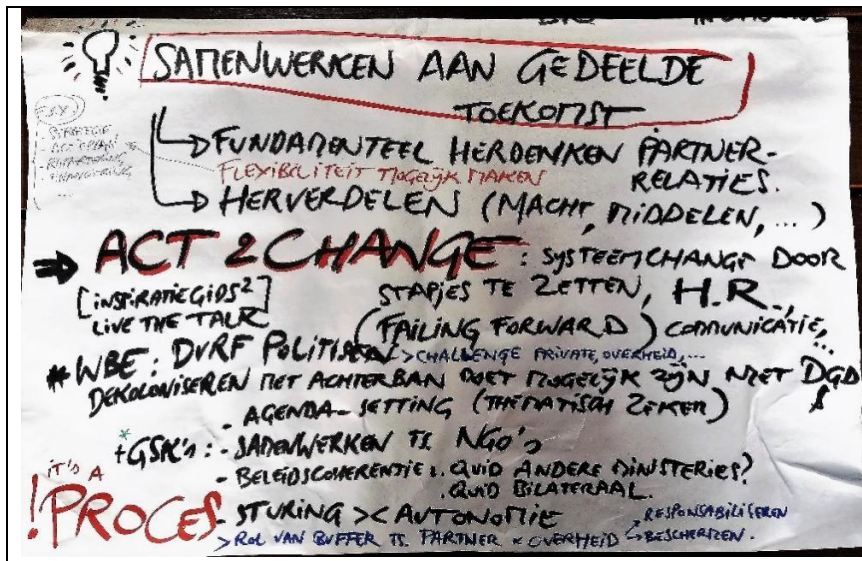 SAMENWERKEN AAN GEDEELDE
TOEKOMST
FUNDAMENTEEL HERDENKEN PARTNER-
RELATIES.
FLEXIBILITEIT MOGELIJK MAKEN
HERVERDELEN (MACHT, MIDDELEN, ...)
⇒ ACT 2 CHANGE : SYSTEEMCHANGE DOOR
STAPJES TE ZETTEN, H.R.,
[INSPIRATIEGIDS²]
LIVE THE TALK
(FAILING FORWARD) COMMUNICATIE,
...
* WBE: DURF POLITISEREN > CHALLENGE PRIVATE, OVERHEID, ...
DEKOLONISEREN MET ACHTERBAN MOET MOGELIJK ZIJN MET DGD
- AGENDA-SETTING (THEMATISCH ZEKER)
* + GSK's: - SAMENWERKEN TS. NGO's
- BELEIDSCOHERENTIE: . QUID ANDERE MINISTERIES?
. QUID BILATERAAL.
IT'S A
! PROCES
- STURING >< AUTONOMIE
> ROL VAN BUFFER TS. PARTNER & OVERHEID
RESPONSABILISEREN
BESCHERMEN.